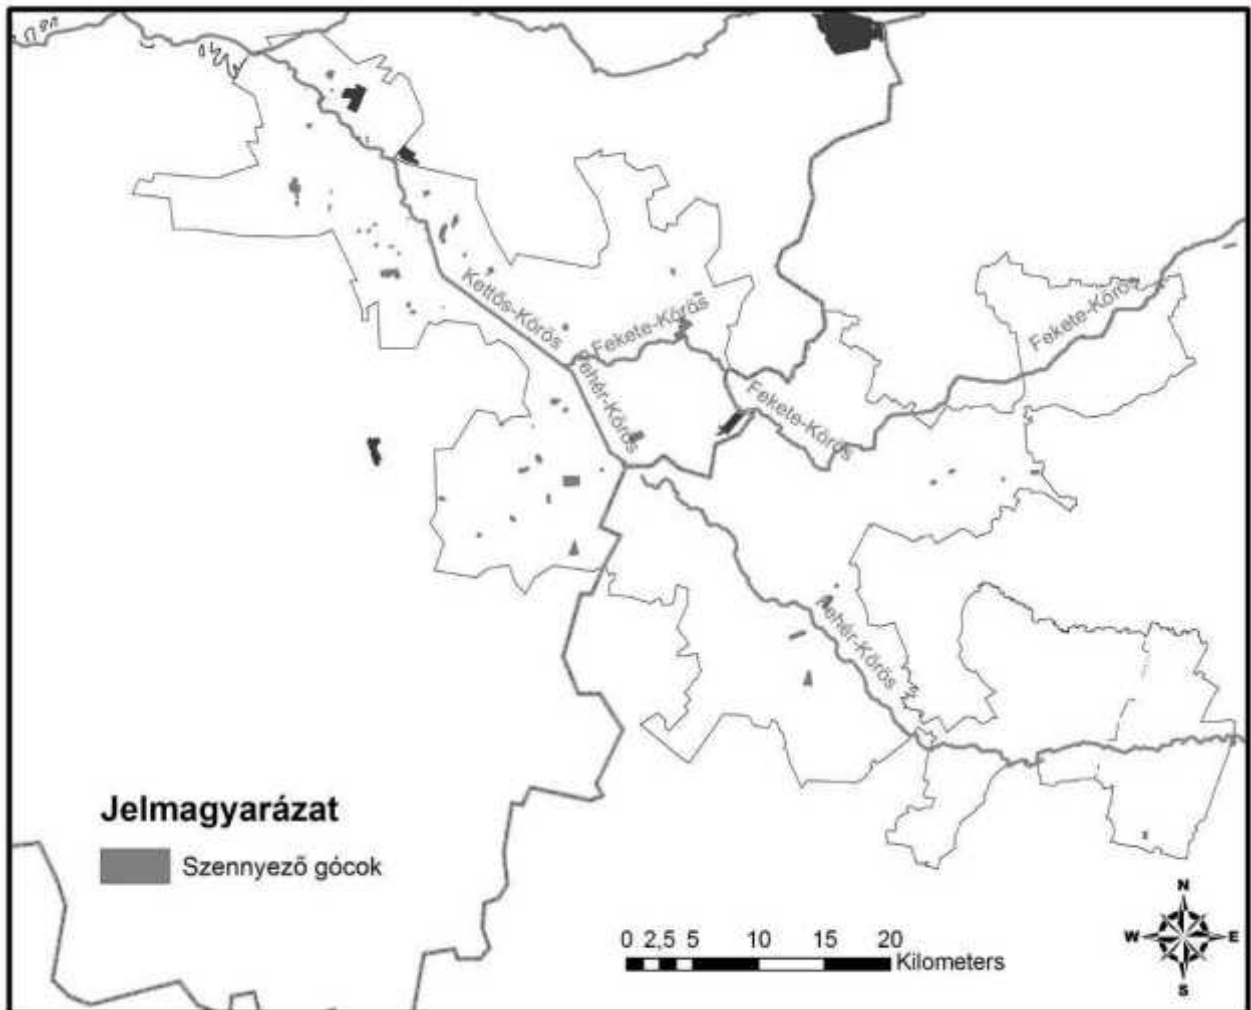 Kettős-Körös
Fekete-Körös
Fehér-Körös
Fekete-Körös
Fekete-Körös
Fehér-Körös
Jelmagyarázat
Szennyező gócok
0 2,5 5 10 15 20
Kilometers
N
W E
S